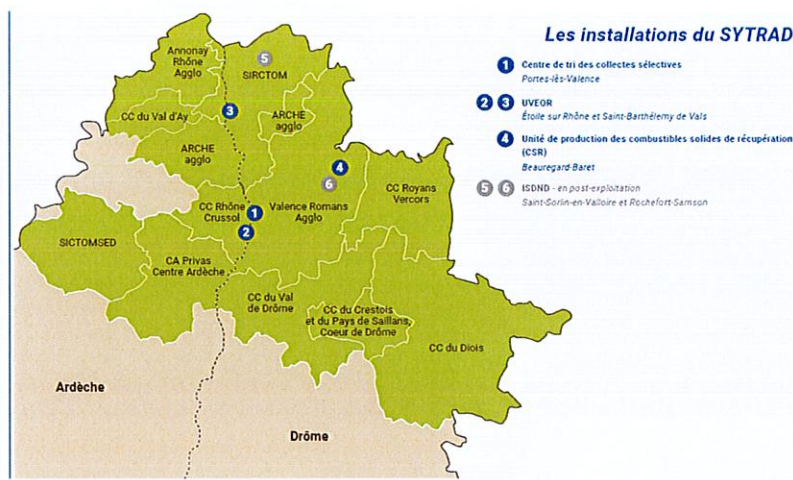 Les installations du SYTRAD
1 Centre de tri des collectes sélectives
Portes-lès-Valence
2 3 UVEOR
Étoile sur Rhône et Saint-Barthélemy de Vals
4 Unité de production des combustibles solides de récupération
(CSR)
Beauregard-Baret
5 6 ISDND - en post-exploitation
Saint-Sorlin-en-Valloire et Rochefort-Samson
Annonay
Rhône
Agglo
5
SIRCTOM
3
CC du Val d'Ay
ARCHE
agglo
ARCHE
agglo
4
6
CC Royans
Vercors
CC Rhône
Crussol
1
Valence Romans
Agglo
2
SICTOMSED
CA Privas
Centre Ardèche
CC du Val
de Drôme
CC du Crestois
et du Pays de Saillans,
Coeur de Drôme
CC du Diois
Ardèche
Drôme